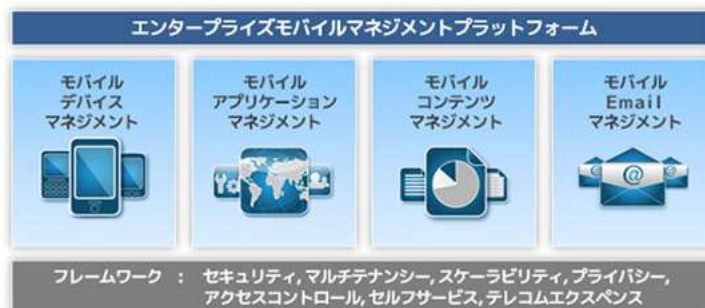 エンタープライズモバイルマネジメントプラットフォーム
モバイル
デバイス
マネジメント
モバイル
アプリケーション
マネジメント
モバイル
コンテンツ
マネジメント
モバイル
Email
マネジメント
@
@
フレームワーク : セキュリティ, マルチテナンシー, スケーラビリティ, プライバシー,
アクセスコントロール, セルフサービス, テレコムエクスペンス